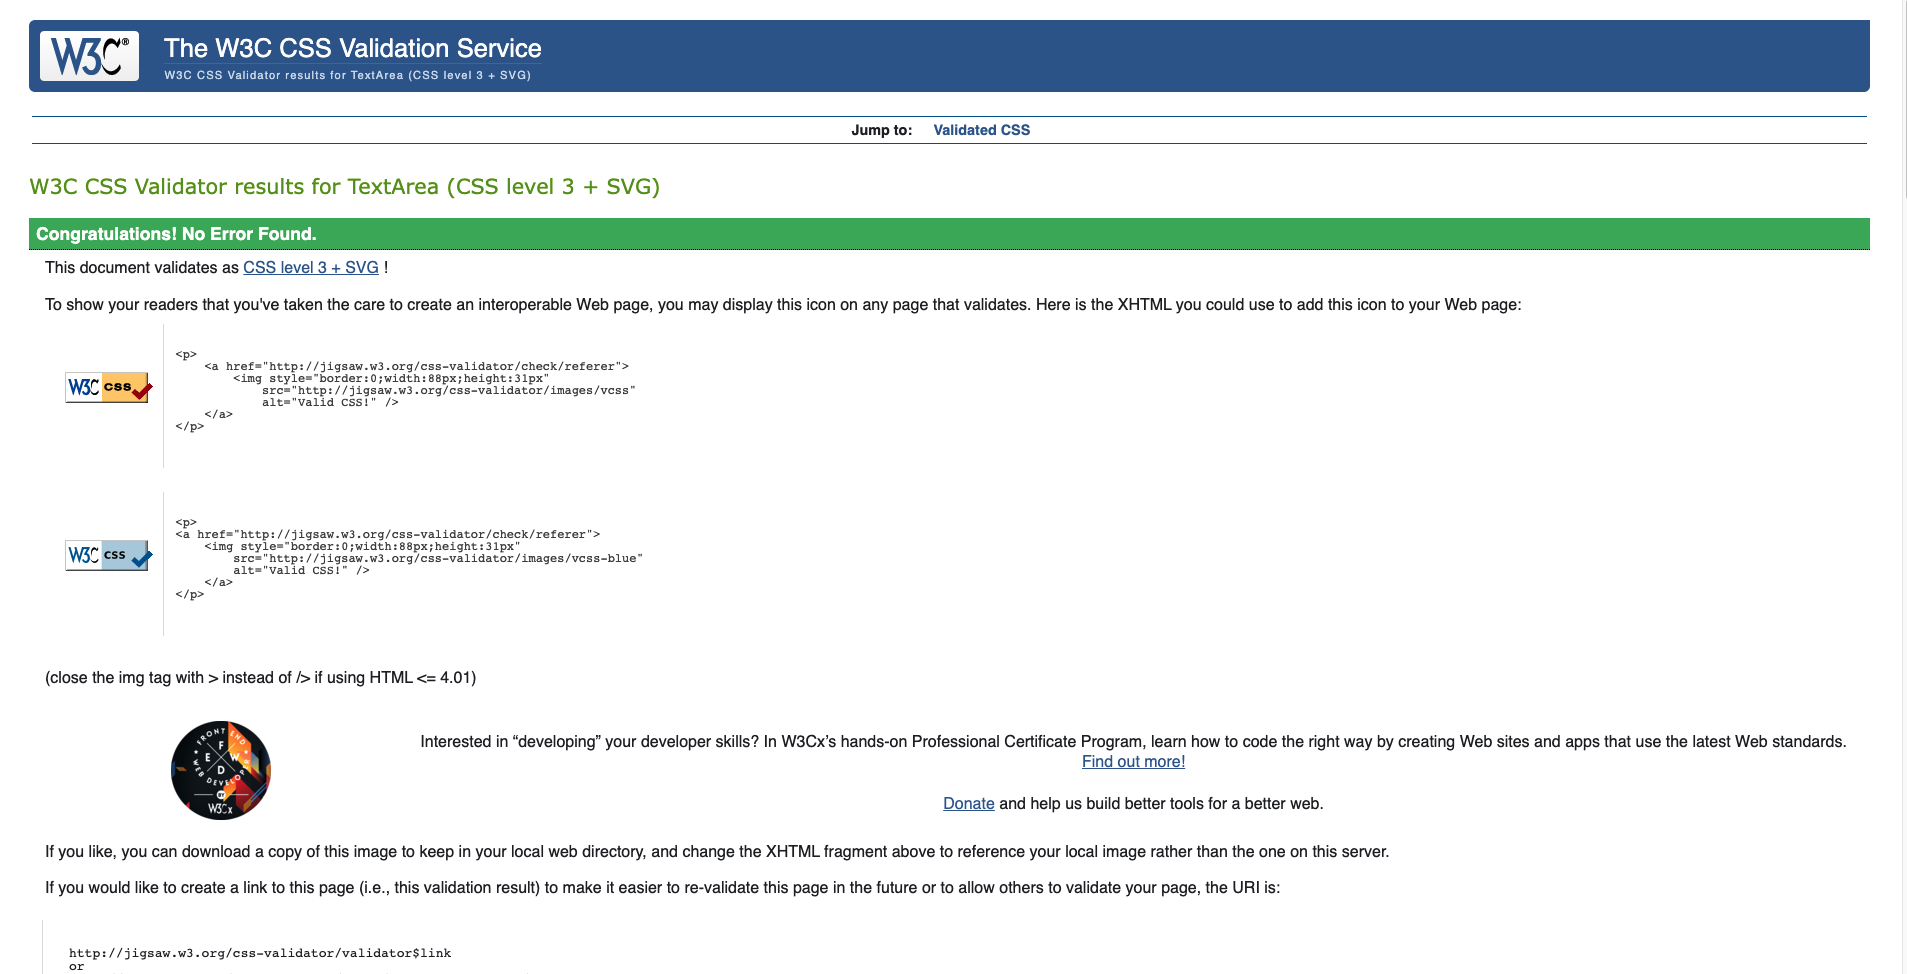 W3C®
The W3C CSS Validation Service
W3C CSS Validator results for TextArea (CSS level 3 + SVG)
Jump to: Validated CSS
W3C CSS Validator results for TextArea (CSS level 3 + SVG)
Congratulations! No Error Found.
This document validates as CSS level 3 + SVG !
To show your readers that you've taken the care to create an interoperable Web page, you may display this icon on any page that validates. Here is the XHTML you could use to add this icon to your Web page:
W3C css
<p>
<a href="http://jigsaw.w3.org/css-validator/check/referer">
<img style="border:0;width:88px;height:31px"
src="http://jigsaw.w3.org/css-validator/images/vcss"
alt="Valid CSS!" />
</a>
</p>
W3C css
<p>
<a href="http://jigsaw.w3.org/css-validator/check/referer">
<img style="border:0;width:88px;height:31px"
src="http://jigsaw.w3.org/css-validator/images/vcss-blue"
alt="Valid CSS!" />
</a>
</p>
(close the img tag with > instead of /> if using HTML <= 4.01)
FRONT END
F
E W
D
WEB DEVELOPER
BY
W3Cx
Interested in “developing” your developer skills? In W3Cx’s hands-on Professional Certificate Program, learn how to code the right way by creating Web sites and apps that use the latest Web standards.
Find out more!
Donate and help us build better tools for a better web.
If you like, you can download a copy of this image to keep in your local web directory, and change the XHTML fragment above to reference your local image rather than the one on this server.
If you would like to create a link to this page (i.e., this validation result) to make it easier to re-validate this page in the future or to allow others to validate your page, the URI is:
http://jigsaw.w3.org/css-validator/validator$link
or